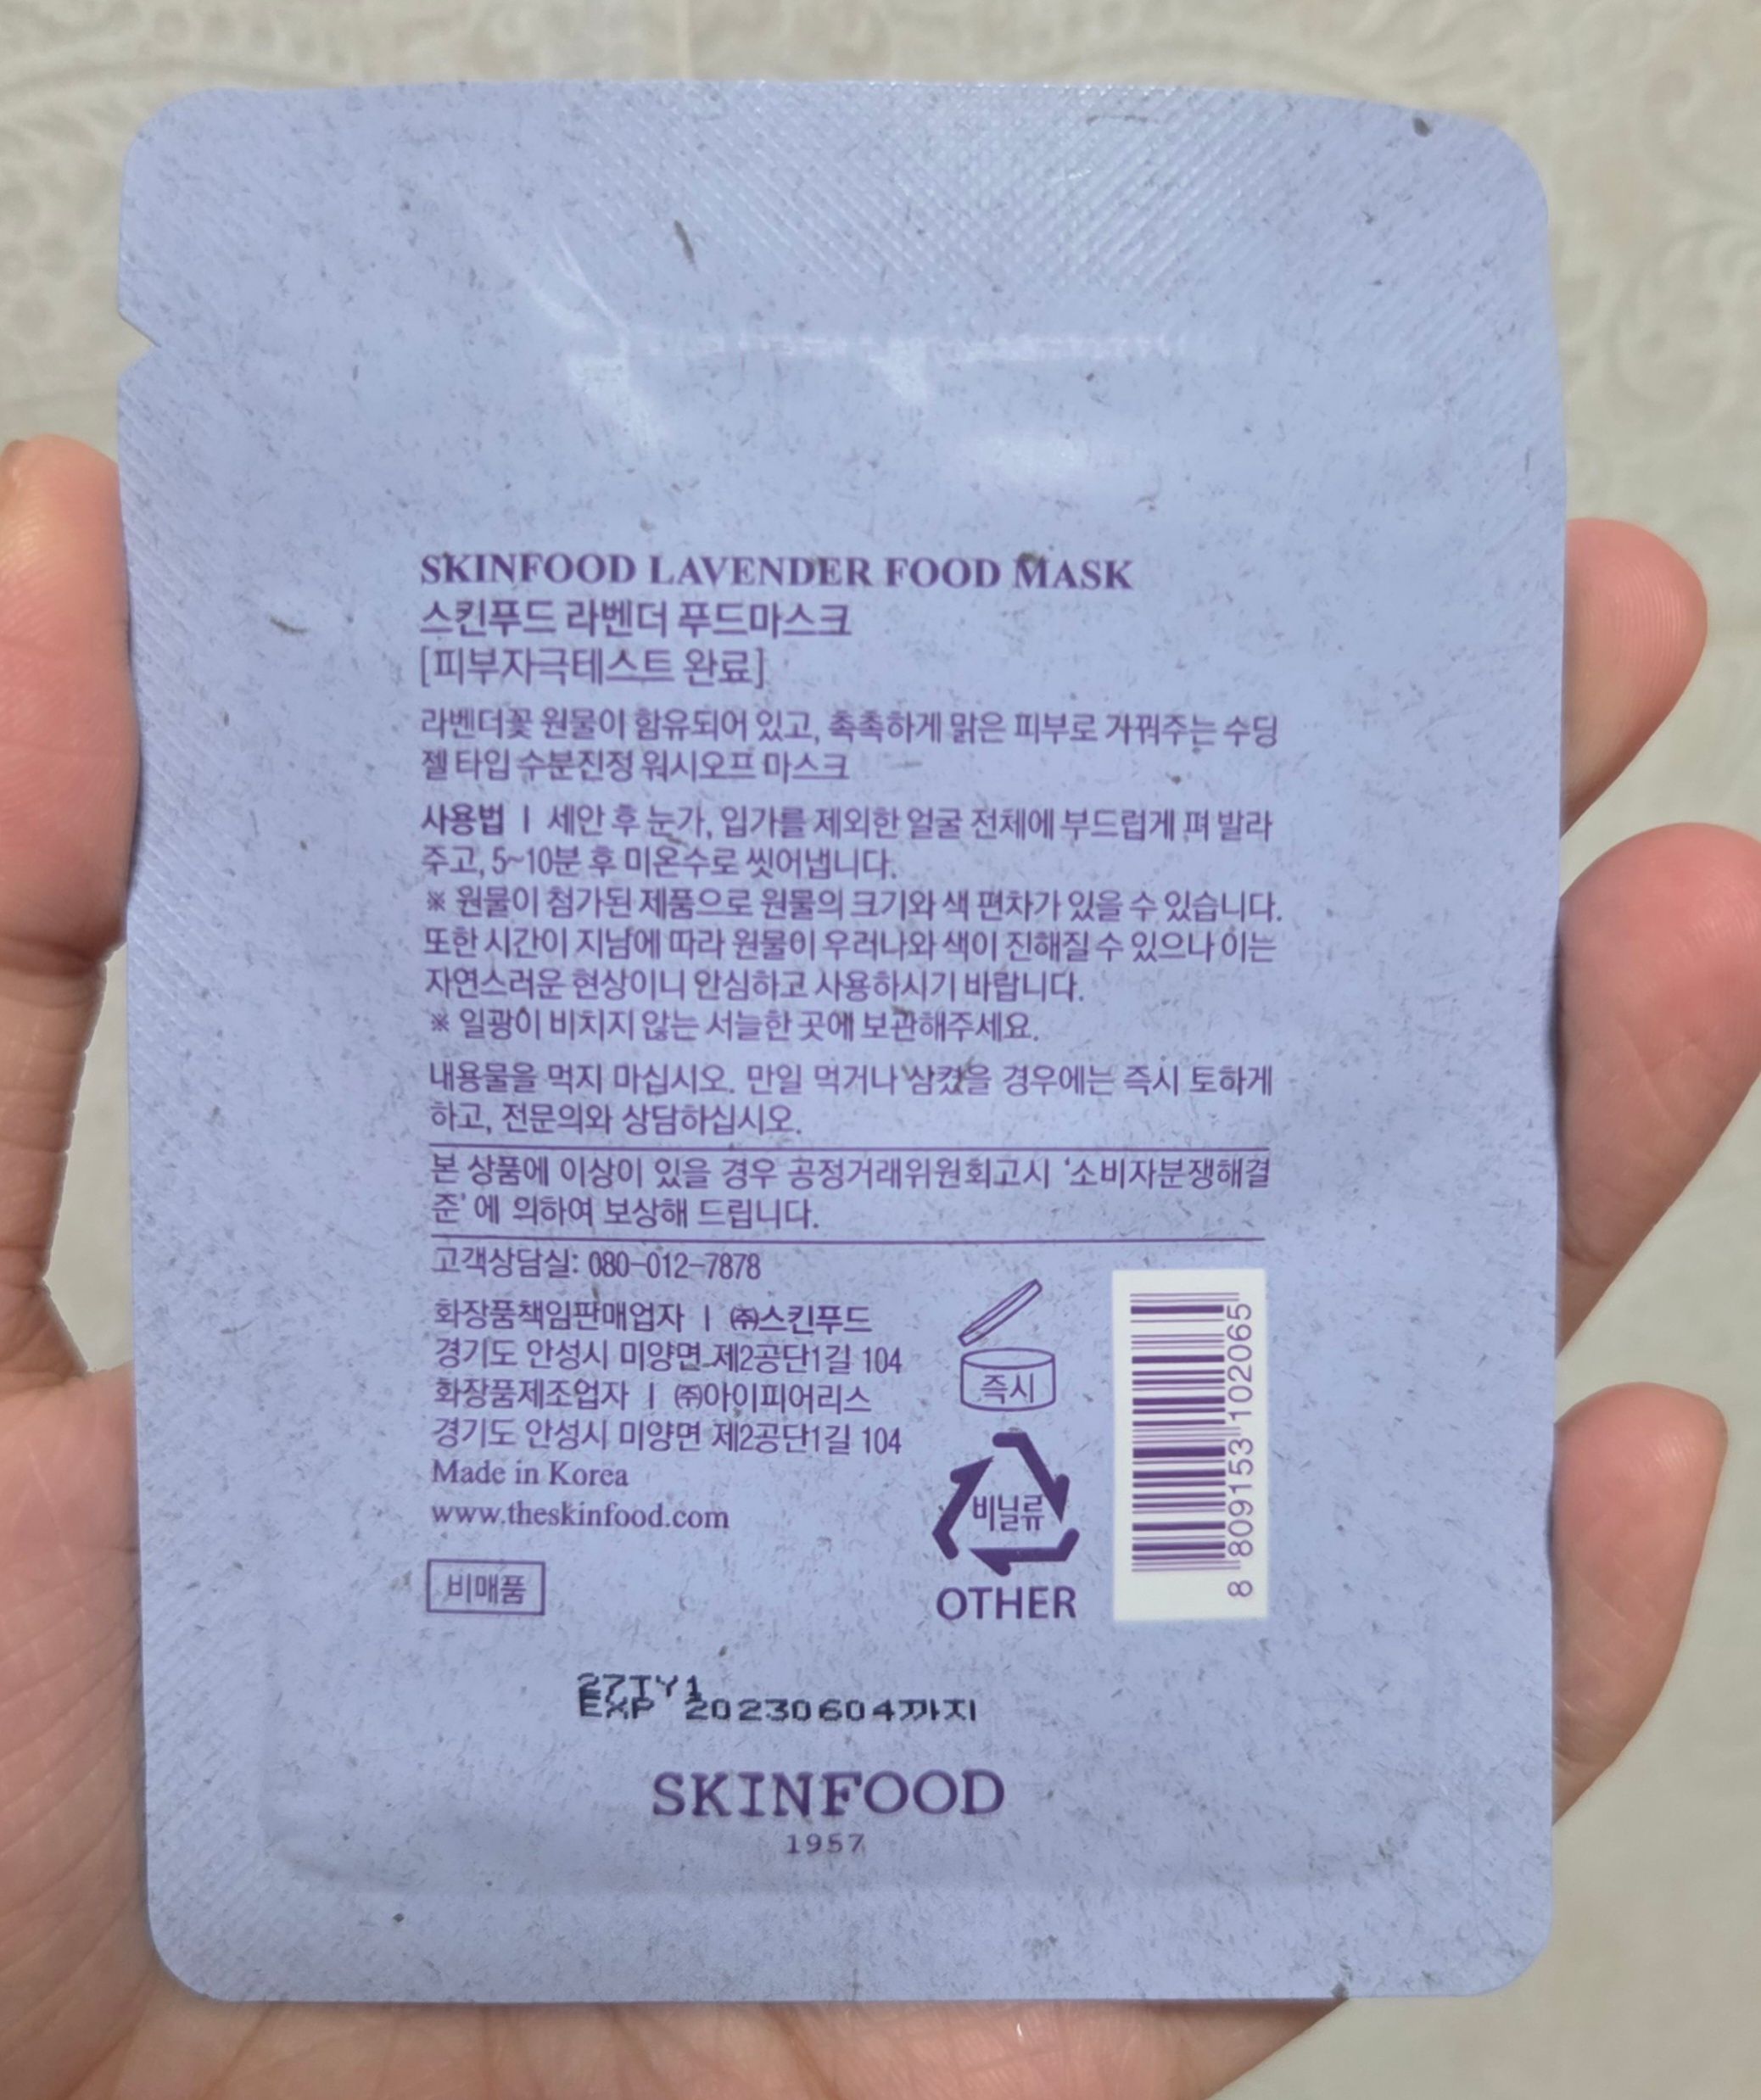 SKINFOOD LAVENDER FOOD MASK
스킨푸드 라벤더 푸드마스크
[피부자극테스트 완료]
라벤더꽃 원물이 함유되어 있고, 촉촉하게 맑은 피부로 가꿔주는 수딩
젤 타입 수분진정 워시오프 마스크
사용법 | 세안 후 눈가, 입가를 제외한 얼굴 전체에 부드럽게 펴 발라
주고, 5~10분 후 미온수로 씻어냅니다.
※ 원물이 첨가된 제품으로 원물의 크기와 색 편차가 있을 수 있습니다.
또한 시간이 지남에 따라 원물이 우러나와 색이 진해질 수 있으나 이는
자연스러운 현상이니 안심하고 사용하시기 바랍니다.
※ 일광이 비치지 않는 서늘한 곳에 보관해주세요.
내용물을 먹지 마십시오. 만일 먹거나 삼켰을 경우에는 즉시 토하게
하고, 전문의와 상담하십시오.
본 상품에 이상이 있을 경우 공정거래위원회고시 '소비자분쟁해결
준'에 의하여 보상해 드립니다.
고객상담실: 080-012-7878
화장품책임판매업자 | ㈜스킨푸드
경기도 안성시 미양면 제2공단1길 104
화장품제조업자 | ㈜아이피어리스
경기도 안성시 미양면 제2공단1길 104
Made in Korea
www.theskinfood.com
비매품
즉시
비닐류
OTHER
8 809153 102065
27TY1
EXP 20230604까지
SKINFOOD
1957